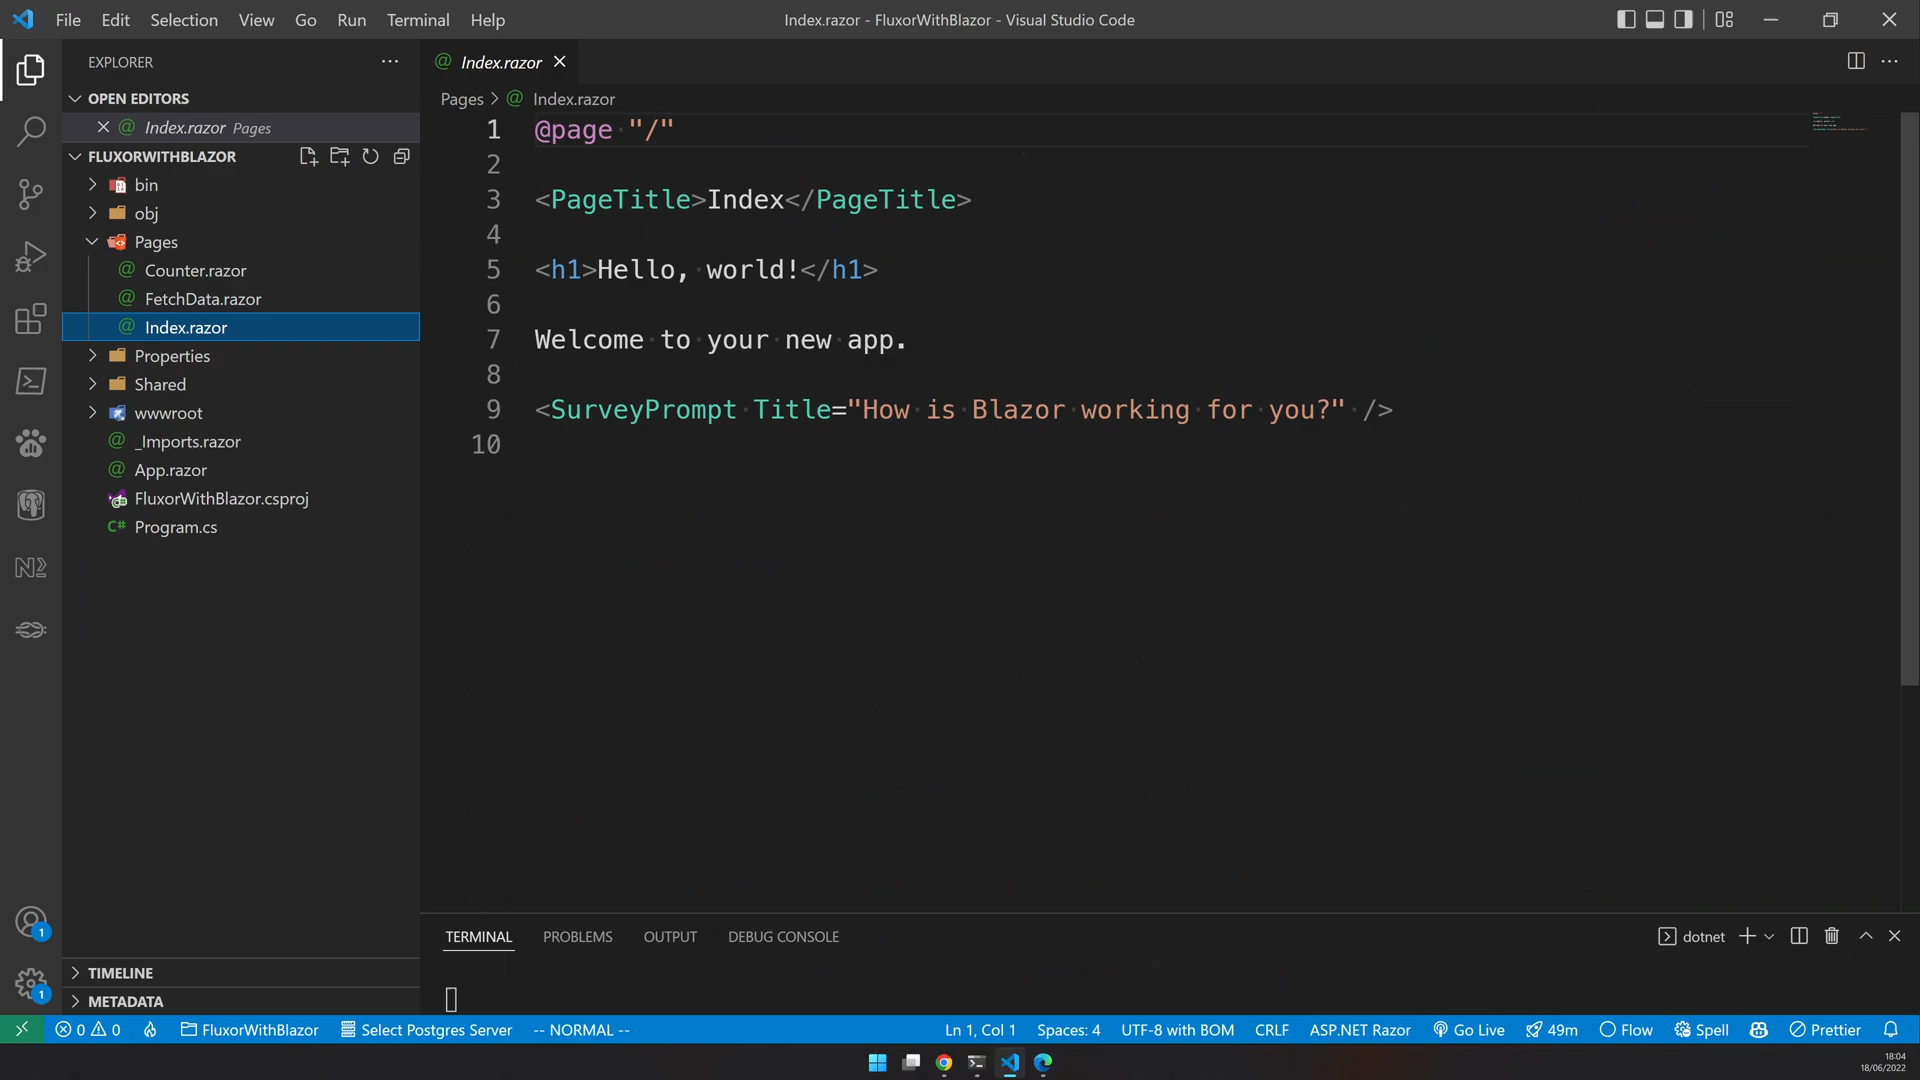 File Edit Selection View Go Run Terminal Help
Index.razor - FluxorWithBlazor - Visual Studio Code
EXPLORER
OPEN EDITORS
Index.razor Pages
FLUXORWITHBLAZOR
bin
obj
Pages
Counter.razor
FetchData.razor
Index.razor
Properties
Shared
wwwroot
_Imports.razor
App.razor
FluxorWithBlazor.csproj
Program.cs
TIMELINE
METADATA
1
1
Index.razor
Pages > Index.razor
1 @page "/"
2
3 <PageTitle>Index</PageTitle>
4
5 <h1>Hello, world!</h1>
6
7 Welcome to your new app.
8
9 <SurveyPrompt Title="How is Blazor working for you?" />
10
TERMINAL PROBLEMS OUTPUT DEBUG CONSOLE
dotnet
0 0 FluxorWithBlazor Select Postgres Server -- NORMAL --
Ln 1, Col 1 Spaces: 4 UTF-8 with BOM CRLF ASP.NET Razor Go Live 49m Flow Spell Prettier
18:04
18/06/2022